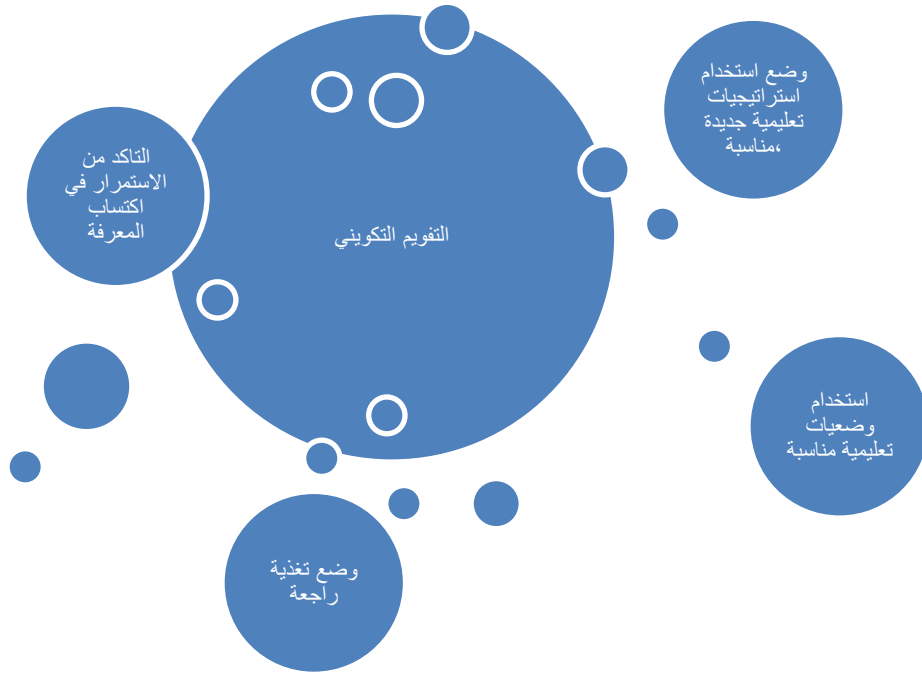 وضع استخدام
استراتيجيات
تعليمية جديدة
،مناسبة
التاكد من
الاستمرار في
اكتساب
المعرفة
التفويم التكويني
استخدام
وضعيات
تعليمية مناسبة
وضع تغذية
راجعة